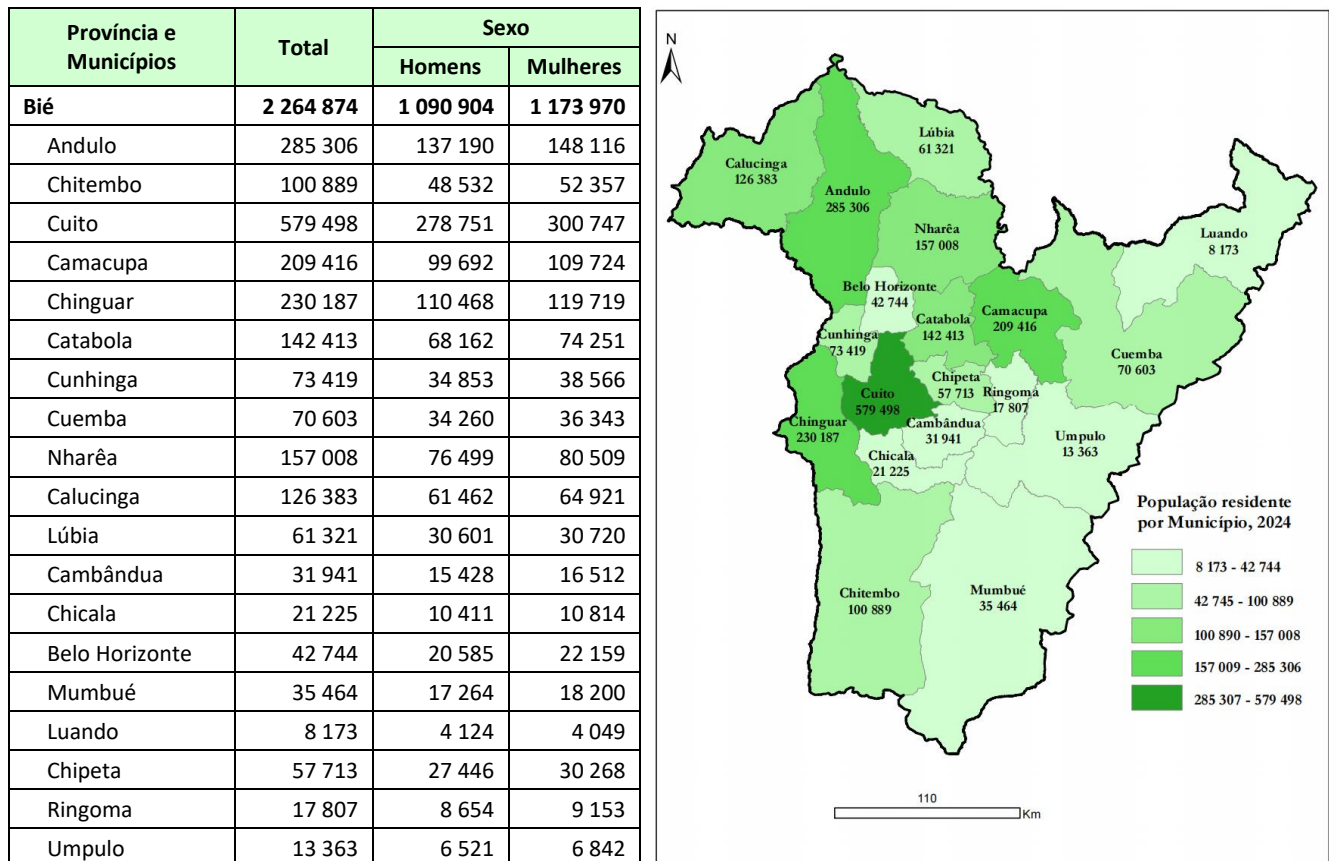 Província e Municípios Total Sexo
Homens Mulheres
Bié 2 264 874 1 090 904 1 173 970
Andulo 285 306 137 190 148 116
Chitembo 100 889 48 532 52 357
Cuito 579 498 278 751 300 747
Camacupa 209 416 99 692 109 724
Chinguar 230 187 110 468 119 719
Catabola 142 413 68 162 74 251
Cunhinga 73 419 34 853 38 566
Cuemba 70 603 34 260 36 343
Nharêa 157 008 76 499 80 509
Calucinga 126 383 61 462 64 921
Lúbia 61 321 30 601 30 720
Cambândua 31 941 15 428 16 512
Chicala 21 225 10 411 10 814
Belo Horizonte 42 744 20 585 22 159
Mumbué 35 464 17 264 18 200
Luando 8 173 4 124 4 049
Chipeta 57 713 27 446 30 268
Ringoma 17 807 8 654 9 153
Umpulo 13 363 6 521 6 842
N
Lúbia
61 321
Calucinga
126 383
Andulo
285 306
Nharêa
157 008
Luando
8 173
Belo Horizonte
42 744
Catabola
142 413
Camacupa
209 416
Cunhinga
73 419
Cuemba
70 603
Chipeta
57 713
Ringoma
17 807
Cuito
579 498
Chinguar
230 187
Cambândua
31 941
Umpulo
13 363
Chicala
21 225
Chitembo
100 889
Mumbué
35 464
População residente
por Município, 2024
8 173 - 42 744
42 745 - 100 889
100 890 - 157 008
157 009 - 285 306
285 307 - 579 498
110
Km